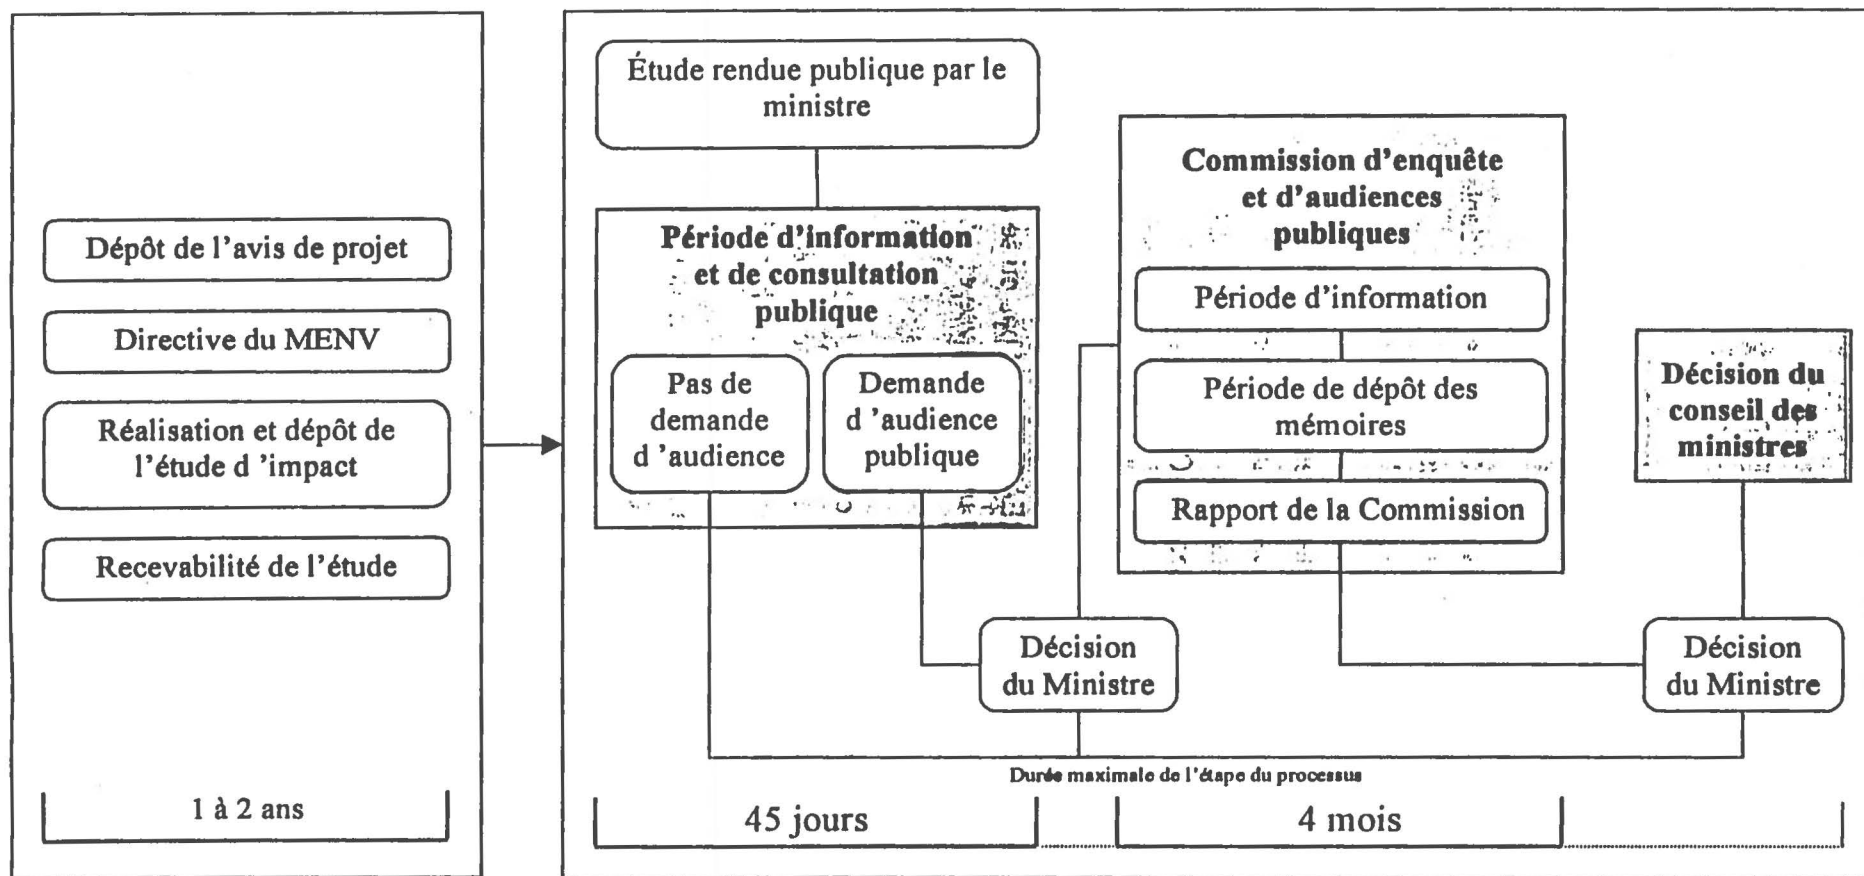 Dépôt de l'avis de projet
Directive du MENV
Réalisation et dépôt de
l'étude d 'impact
Recevabilité de l'étude
1 à 2 ans
Étude rendue publique par le
ministre
Période d'information
et de consultation
publique
Pas de
demande
d 'audience
Demande
d 'audience
publique
Décision
du Ministre
Commission d'enquête
et d'audiences
publiques
Période d'information
Période de dépôt des
mémoires
Rapport de la Commission
Décision du
conseil des
ministres
Décision
du Ministre
Durée maximale de l'étape du processus
45 jours
4 mois